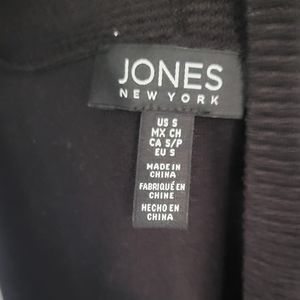 JONES
NEW YORK
US S
MX CH
CA S/P
EU S
MADE IN
CHINA
FABRIQUÉ EN
CHINE
HECHO EN
CHINA